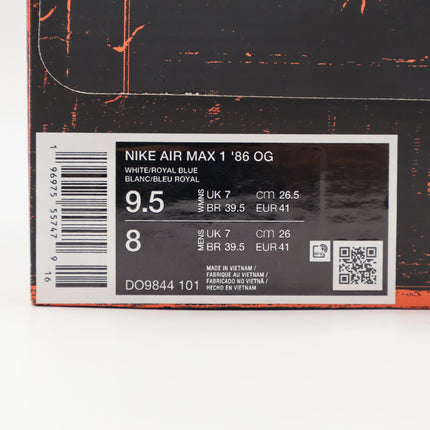 NIKE AIR MAX 1 '86 OG
WHITE/ROYAL BLUE
BLANC/BLEU ROYAL
9.5 WMNS UK 7 CM 26.5
BR 39.5 EUR 41
8 MENS UK 7 CM 26
BR 39.5 EUR 41
MADE IN VIETNAM /
FABRIQUÉ AU VIETNAM /
FABRICADO NO VIETNÃ /
HECHO EN VIETNAM
DO9844 101
1 96975 55747 9 16